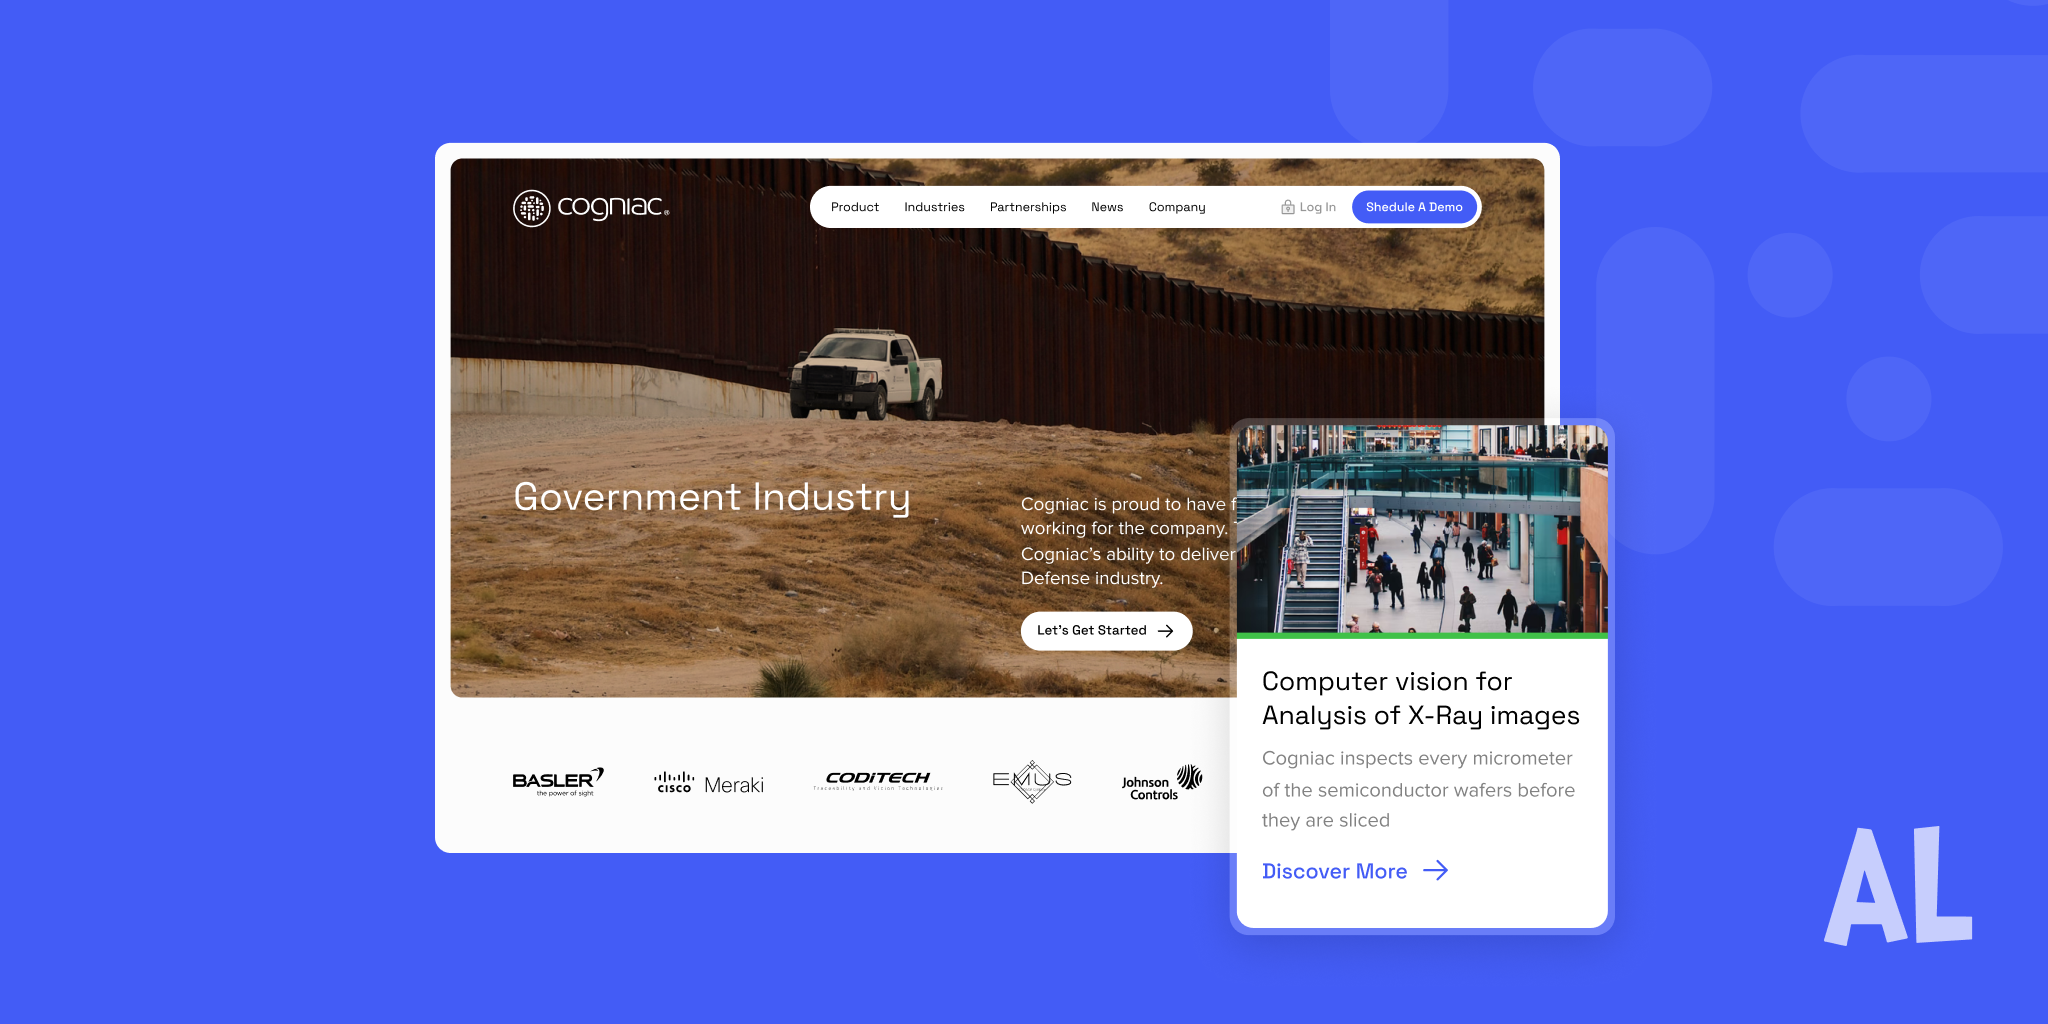 cogniac®
Product Industries Partnerships News Company Log In Shedule A Demo
Government Industry
Cogniac is proud to have
working for the company.
Cogniac's ability to deliver
Defense industry.
Let's Get Started
BASLER
the power of sight
CISCO Meraki
CODITECH
Traceability and Vision Technologies
EMUS
Johnson
Controls
Computer vision for
Analysis of X-Ray images
Cogniac inspects every micrometer
of the semiconductor wafers before
they are sliced
Discover More
AL